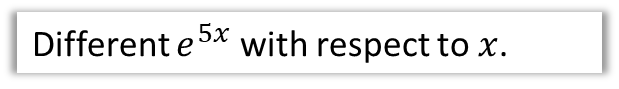 Different e^{5x} with respect to x.